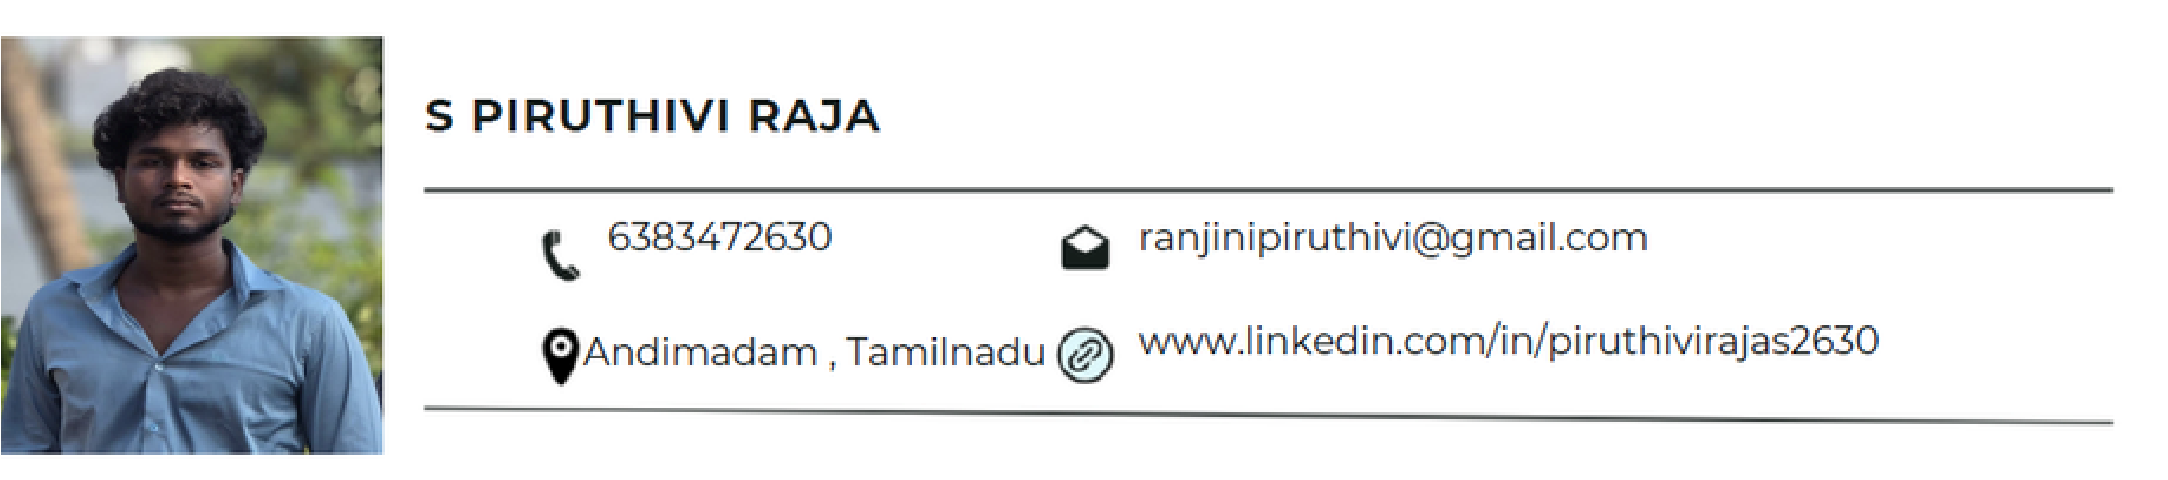 S PIRUTHIVI RAJA
6383472630
ranjinipiruthivi@gmail.com
Andimadam , Tamilnadu
www.linkedin.com/in/piruthivirajas2630